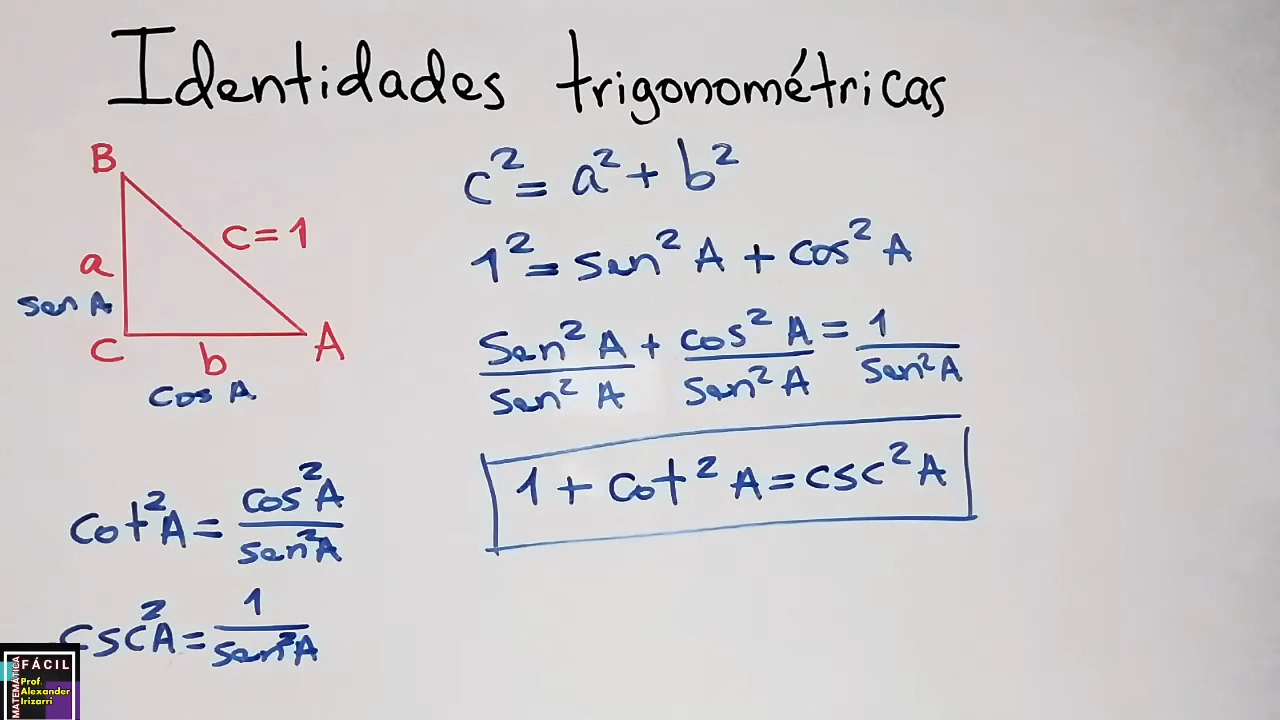 Identidades trigonométricas
B
c = 1
a
sen A
C
b
A
cos A
c² = a² + b²
1² = sen² A + cos² A
sen² A / sen² A + cos² A / sen² A = 1 / sen² A
1 + cot² A = csc² A
cot² A = cos² A / sen² A
csc² A = 1 / sen² A
MATEMÁTICA
FÁCIL
Prof
Alexander
Irizarri